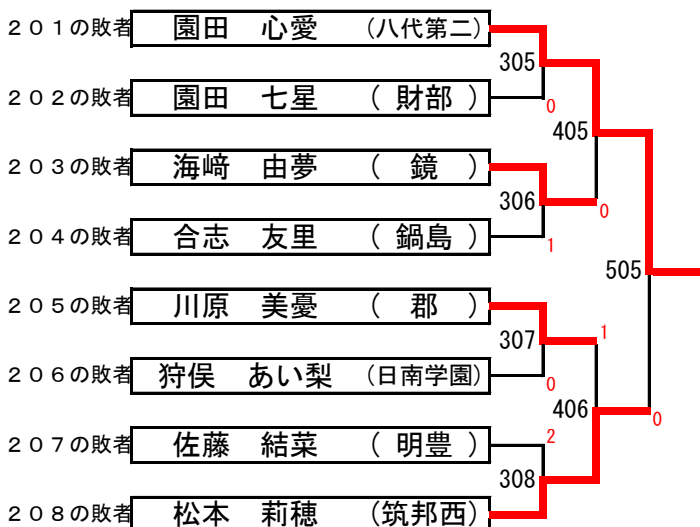 201の敗者 園田 心愛 (八代第二)
305
202の敗者 園田 七星 ( 財部 )
0
405
203の敗者 海﨑 由夢 ( 鏡 )
306
0
204の敗者 合志 友里 ( 鍋島 )
1
505
205の敗者 川原 美憂 ( 郡 )
307
1
206の敗者 狩俣 あい梨 (日南学園)
0
406
0
207の敗者 佐藤 結菜 ( 明豊 )
2
308
208の敗者 松本 莉穂 (筑邦西)